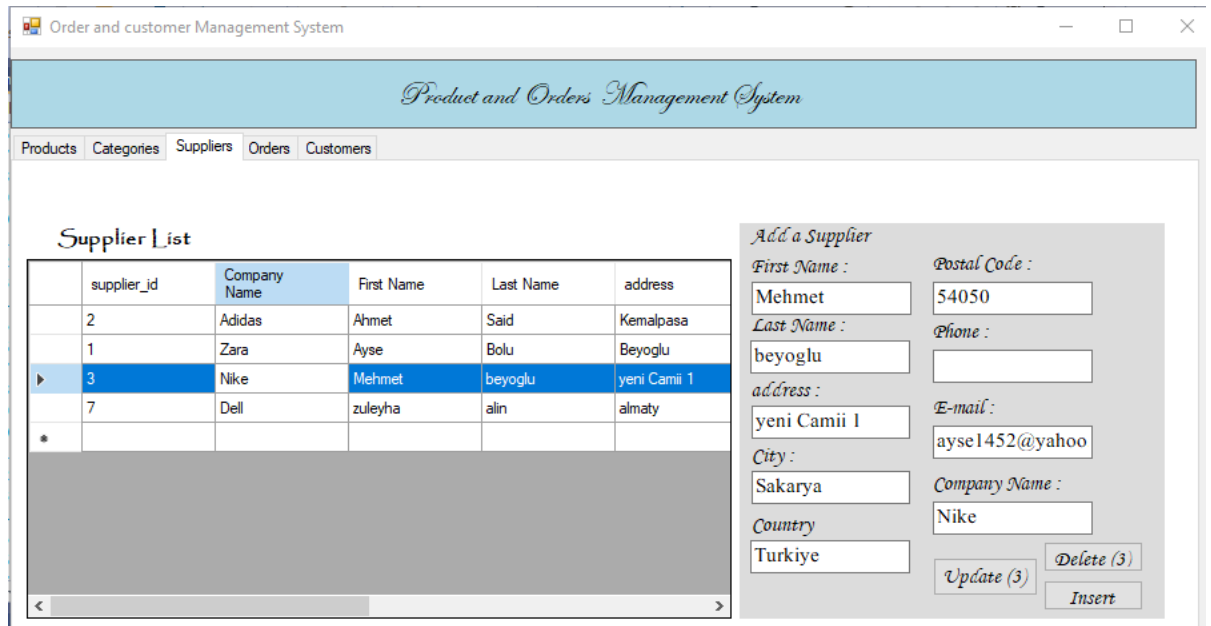 Order and customer Management System
Product and Orders Management System
Products Categories Suppliers Orders Customers
Supplier List
supplier_id Company Name First Name Last Name address
2 Adidas Ahmet Said Kemalpasa
1 Zara Ayse Bolu Beyoglu
3 Nike Mehmet beyoglu yeni Camii 1
7 Dell zuleyha alin almaty
Add a Supplier
First Name :
Mehmet
Last Name :
beyoglu
address :
yeni Camii 1
City :
Sakarya
Country
Turkiye
Postal Code :
54050
Phone :
E-mail :
ayse1452@yahoo
Company Name :
Nike
Update (3)
Delete (3)
Insert